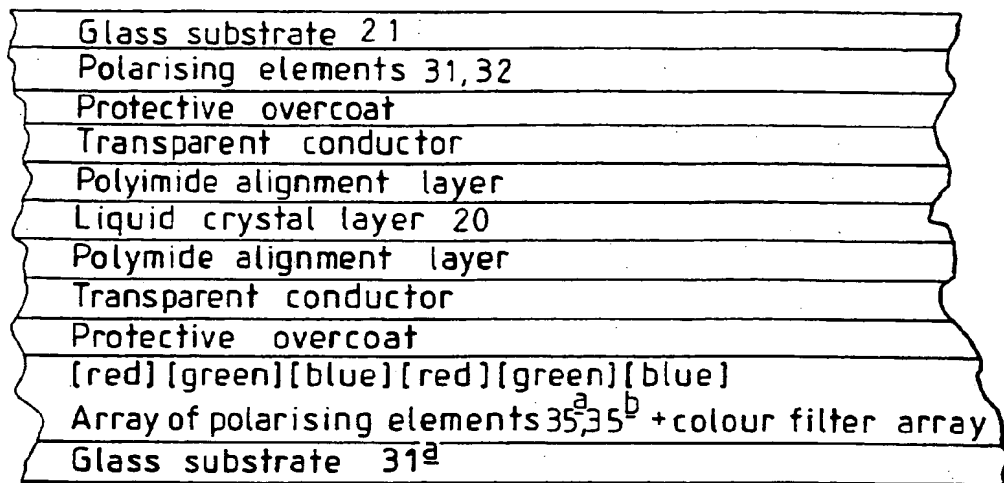 Glass substrate 21
Polarising elements 31,32
Protective overcoat
Transparent conductor
Polyimide alignment layer
Liquid crystal layer 20
Polymide alignment layer
Transparent conductor
Protective overcoat
[red] [green] [blue] [red] [green] [blue]
Array of polarising elements 35a,35b + colour filter array
Glass substrate 31a